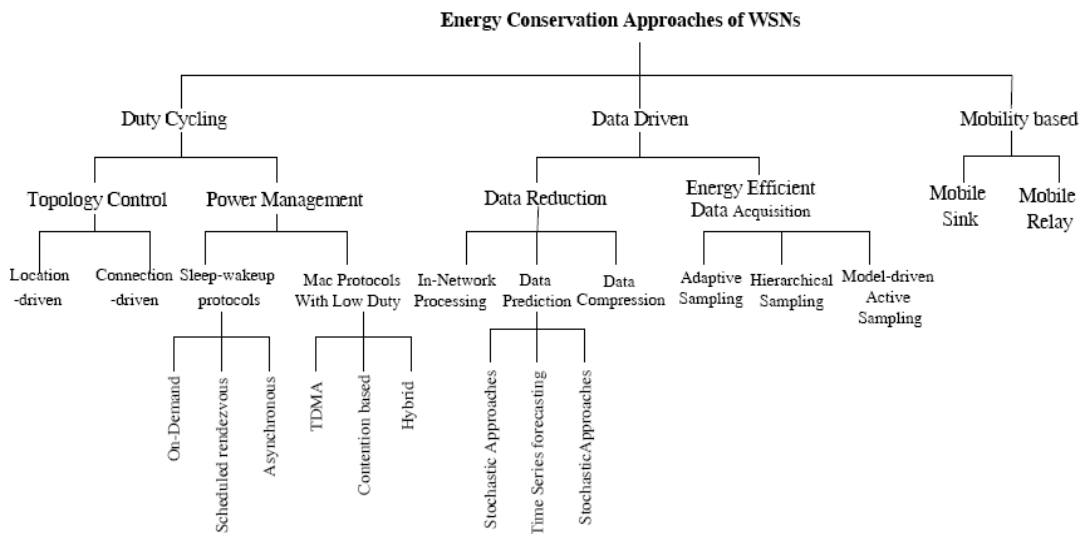 Energy Conservation Approaches of WSNs
Duty Cycling
Data Driven
Mobility based
Topology Control
Power Management
Data Reduction
Energy Efficient
Data Acquisition
Mobile
Sink
Mobile
Relay
Location
-driven
Connection
-driven
Sleep-wakeup
protocols
Mac Protocols
With Low Duty
In-Network
Processing
Data
Prediction
Data
Compression
Adaptive
Sampling
Hierarchical
Sampling
Model-driven
Active
Sampling
On-Demand
Scheduled rendezvous
Asynchronous
TDMA
Contention based
Hybrid
Stochastic Approaches
Time Series forecasting
StochasticApproaches